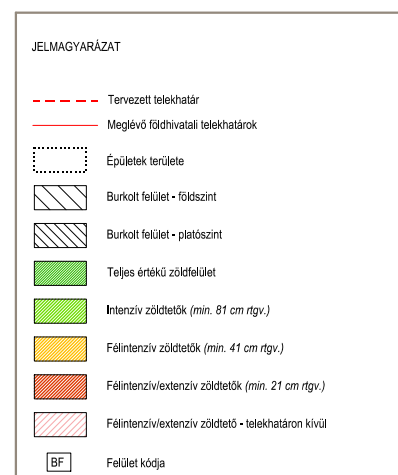 JELMAGYARÁZAT
Tervezett telekhatár
Meglévő földhivatali telekhatárok
Épületek területe
Burkolt felület - földszint
Burkolt felület - platószint
Teljes értékű zöldfelület
Intenzív zöldtetők (min. 81 cm rtgv.)
Félintenzív zöldtetők (min. 41 cm rtgv.)
Félintenzív/extenzív zöldtetők (min. 21 cm rtgv.)
Félintenzív/extenzív zöldtető - telekhatáron kívül
BF Felület kódja